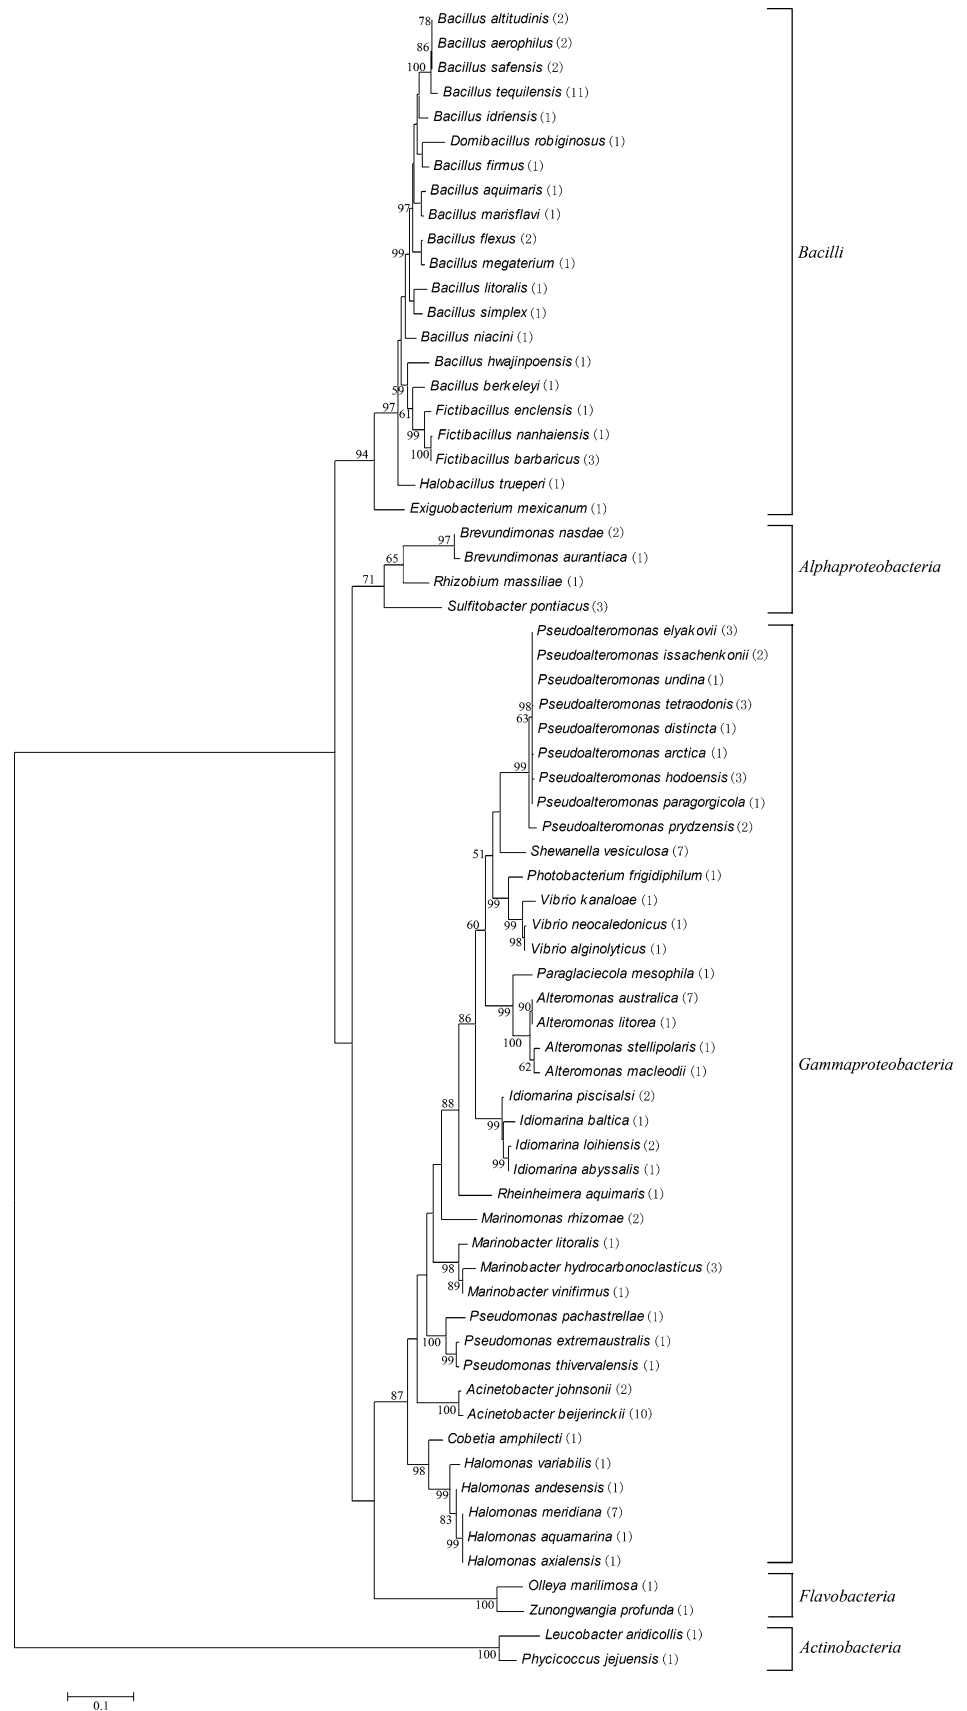 78 Bacillus altitudinis (2)
86 Bacillus aerophilus (2)
100 Bacillus safensis (2)
Bacillus tequilensis (11)
Bacillus idriensis (1)
Domibacillus robiginosus (1)
Bacillus firmus (1)
Bacillus aquimaris (1)
97 Bacillus marisflavi (1)
Bacillus flexus (2)
99 Bacilli
Bacillus megaterium (1)
Bacillus litoralis (1)
Bacillus simplex (1)
Bacillus niacini (1)
Bacillus hwajinpoensis (1)
59 Bacillus berkeleyi (1)
97 61 Fictibacillus enclensis (1)
99 Fictibacillus nanhaiensis (1)
94 100 Fictibacillus barbaricus (3)
Halobacillus trueperi (1)
Exiguobacterium mexicanum (1)
97 Brevundimonas nasdae (2)
65 Brevundimonas aurantiaca (1)
Alphaproteobacteria
71 Rhizobium massiliae (1)
Sulfitobacter pontiacus (3)
Pseudoalteromonas elyakovii (3)
Pseudoalteromonas issachenkonii (2)
Pseudoalteromonas undina (1)
98 Pseudoalteromonas tetraodonis (3)
63 Pseudoalteromonas distincta (1)
Pseudoalteromonas arctica (1)
99 Pseudoalteromonas hodoensis (3)
Pseudoalteromonas paragorgicola (1)
Pseudoalteromonas prydzensis (2)
51 Shewanella vesiculosa (7)
Photobacterium frigidiphilum (1)
99 Vibrio kanaloae (1)
60 99 Vibrio neocaledonicus (1)
98 Vibrio alginolyticus (1)
Paraglaciecola mesophila (1)
90 Alteromonas australica (7)
86 99 Alteromonas litorea (1)
100 Alteromonas stellipolaris (1)
62 Alteromonas macleodii (1)
Gammaproteobacteria
88 Idiomarina piscisalsi (2)
99 Idiomarina baltica (1)
Idiomarina loihiensis (2)
99 Idiomarina abyssalis (1)
Rheinheimera aquimaris (1)
Marinomonas rhizomae (2)
Marinobacter litoralis (1)
98 Marinobacter hydrocarbonoclasticus (3)
89 Marinobacter vinifirmus (1)
Pseudomonas pachastrellae (1)
100 Pseudomonas extremaustralis (1)
99 Pseudomonas thivervalensis (1)
87 Acinetobacter johnsonii (2)
100 Acinetobacter beijerinckii (10)
Cobetia amphilecti (1)
98 Halomonas variabilis (1)
99 Halomonas andesensis (1)
83 Halomonas meridiana (7)
99 Halomonas aquamarina (1)
Halomonas axialensis (1)
Olleya marilimosa (1)
Flavobacteria
100 Zunongwangia profunda (1)
Leucobacter aridicollis (1)
Actinobacteria
100 Phycicoccus jejuensis (1)
0.1